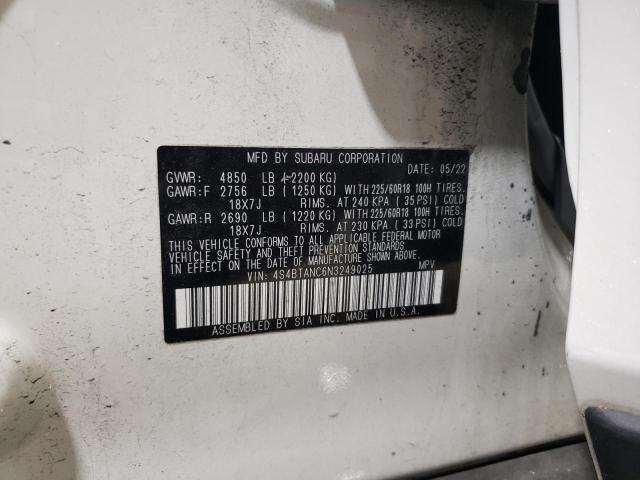 MFD BY SUBARU CORPORATION DATE: 05/22
GVWR: 4850 LB (~2200 KG)
GAWR:F 2756 LB (1250 KG) WITH 225/60R18 100H TIRES.
18X7J RIMS. AT 240 KPA (35 PSI) COLD
GAWR:R 2690 LB (1220 KG) WITH 225/60R18 100H TIRES.
18X7J RIMS. AT 230 KPA (33 PSI) COLD
THIS VEHICLE CONFORMS TO ALL APPLICABLE FEDERAL MOTOR
VEHICLE SAFETY AND THEFT PREVENTION STANDARDS
IN EFFECT ON THE DATE OF MANUFACTURE SHOWN ABOVE.
VIN: 4S4BTANC6N3249025 MPV
ASSEMBLED BY SIA INC. MADE IN U.S.A.